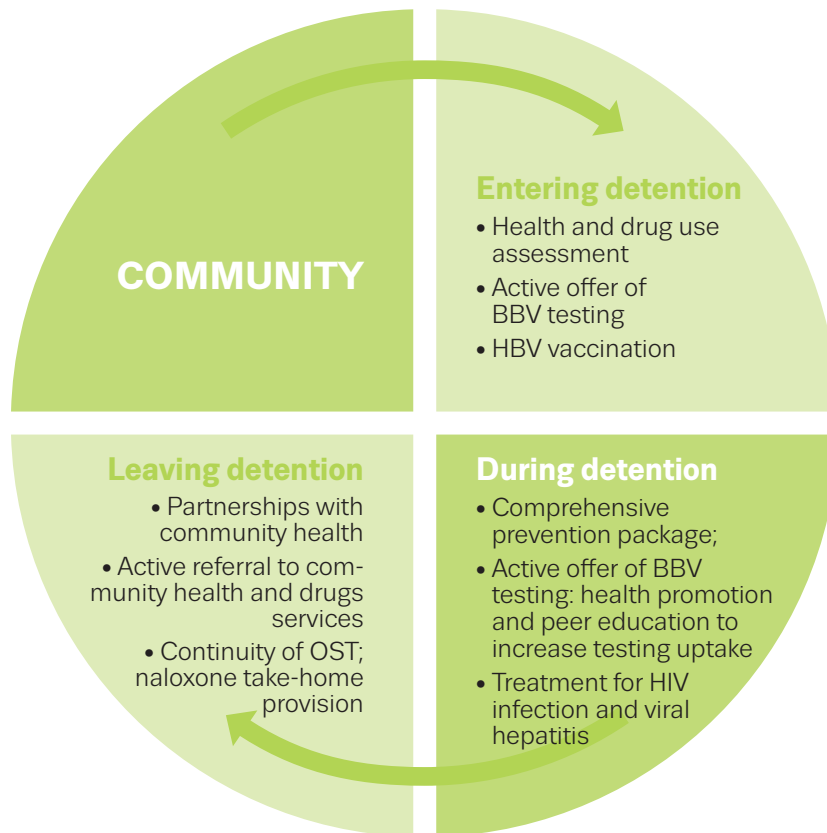 COMMUNITY
Entering detention
• Health and drug use
assessment
• Active offer of
BBV testing
• HBV vaccination
During detention
• Comprehensive
prevention package;
• Active offer of BBV
testing: health promotion
and peer education to
increase testing uptake
• Treatment for HIV
infection and viral
hepatitis
Leaving detention
• Partnerships with
community health
• Active referral to com-
munity health and drugs
services
• Continuity of OST;
naloxone take-home
provision